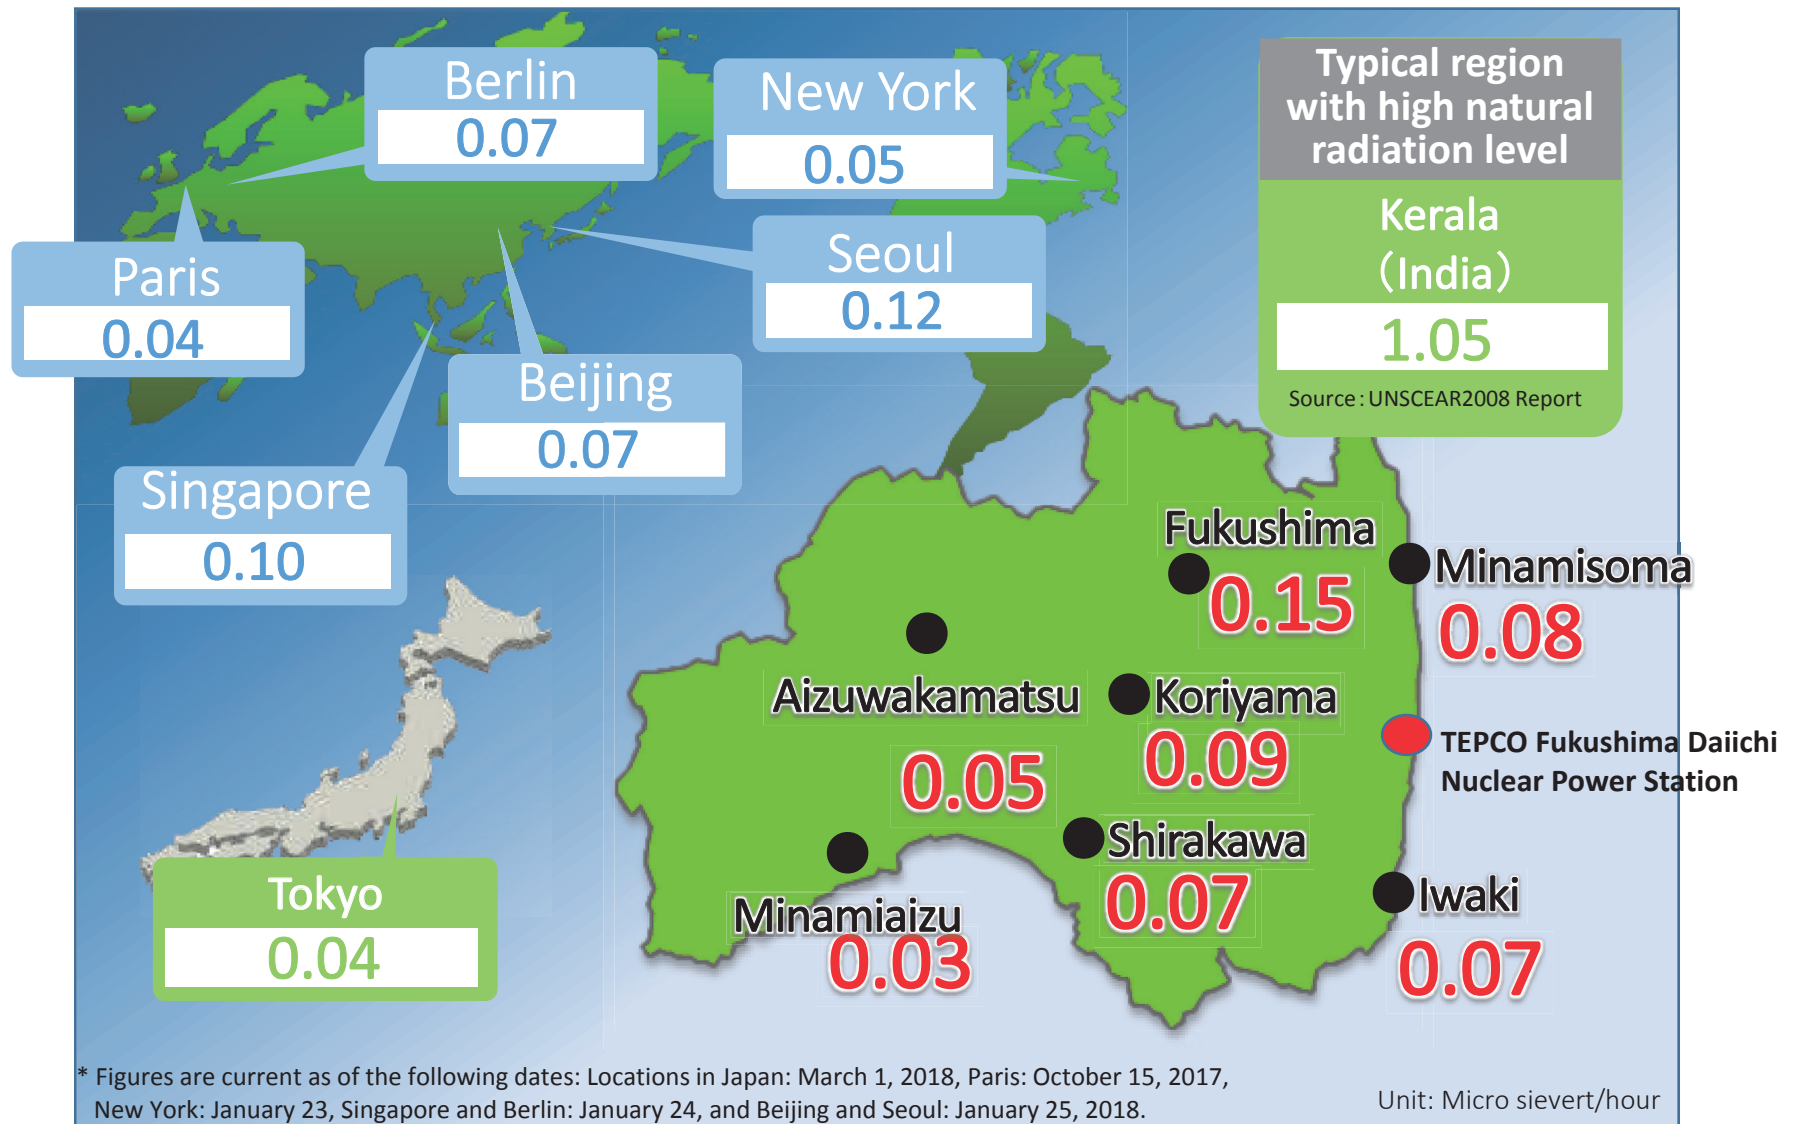 Berlin
0.07
New York
0.05
Typical region
with high natural
radiation level
Kerala
（India）
1.05
Source : UNSCEAR2008 Report
Paris
0.04
Seoul
0.12
Beijing
0.07
Singapore
0.10
Fukushima
0.15
Minamisoma
0.08
Aizuwakamatsu
0.05
Koriyama
0.09
TEPCO Fukushima Daiichi
Nuclear Power Station
Shirakawa
0.07
Minamiaizu
0.03
Iwaki
0.07
Tokyo
0.04
* Figures are current as of the following dates: Locations in Japan: March 1, 2018, Paris: October 15, 2017,
New York: January 23, Singapore and Berlin: January 24, and Beijing and Seoul: January 25, 2018.
Unit: Micro sievert/hour